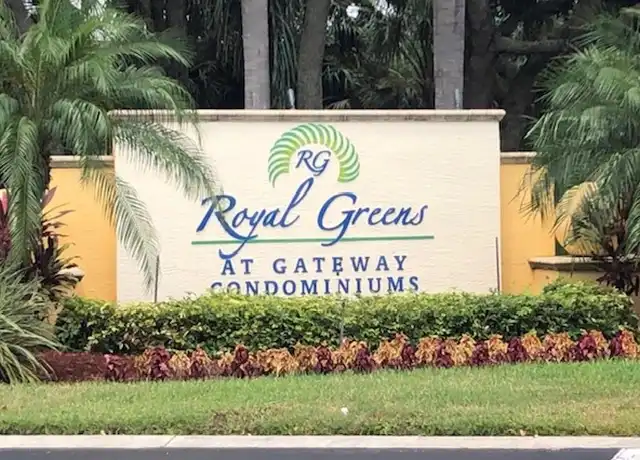 RG
Royal Greens
AT GATEWAY
CONDOMINIUMS